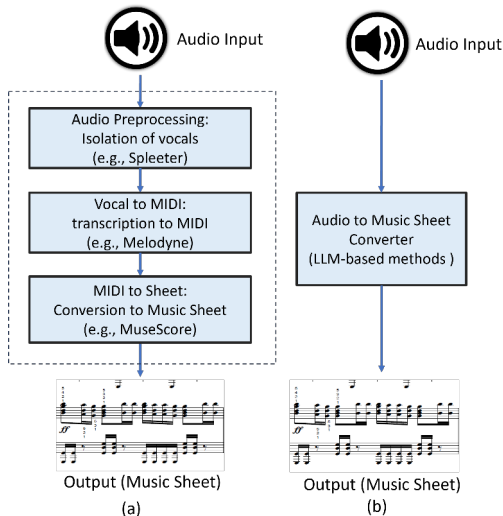 Audio Input
Audio Preprocessing:
Isolation of vocals
(e.g., Spleeter)
Vocal to MIDI:
transcription to MIDI
(e.g., Melodyne)
MIDI to Sheet:
Conversion to Music Sheet
(e.g., MuseScore)
ff
Output (Music Sheet)
(a)
Audio Input
Audio to Music Sheet
Converter
(LLM-based methods )
ff
Output (Music Sheet)
(b)